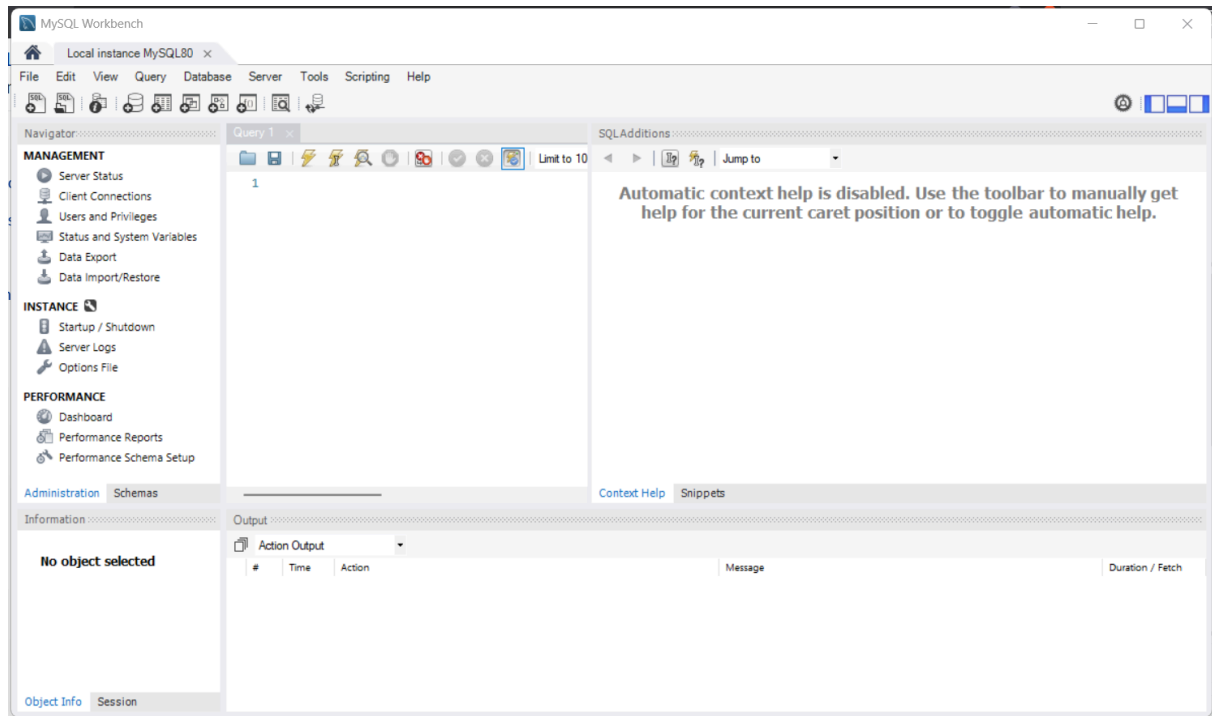 MySQL Workbench
Local instance MySQL80
File Edit View Query Database Server Tools Scripting Help
Navigator
MANAGEMENT
Server Status
Client Connections
Users and Privileges
Status and System Variables
Data Export
Data Import/Restore
INSTANCE
Startup / Shutdown
Server Logs
Options File
PERFORMANCE
Dashboard
Performance Reports
Performance Schema Setup
Administration Schemas
Query 1
Limit to 10
1
SQLAdditions
Jump to
Automatic context help is disabled. Use the toolbar to manually get
help for the current caret position or to toggle automatic help.
Context Help Snippets
Information
No object selected
Object Info Session
Output
Action Output
# Time Action Message Duration / Fetch